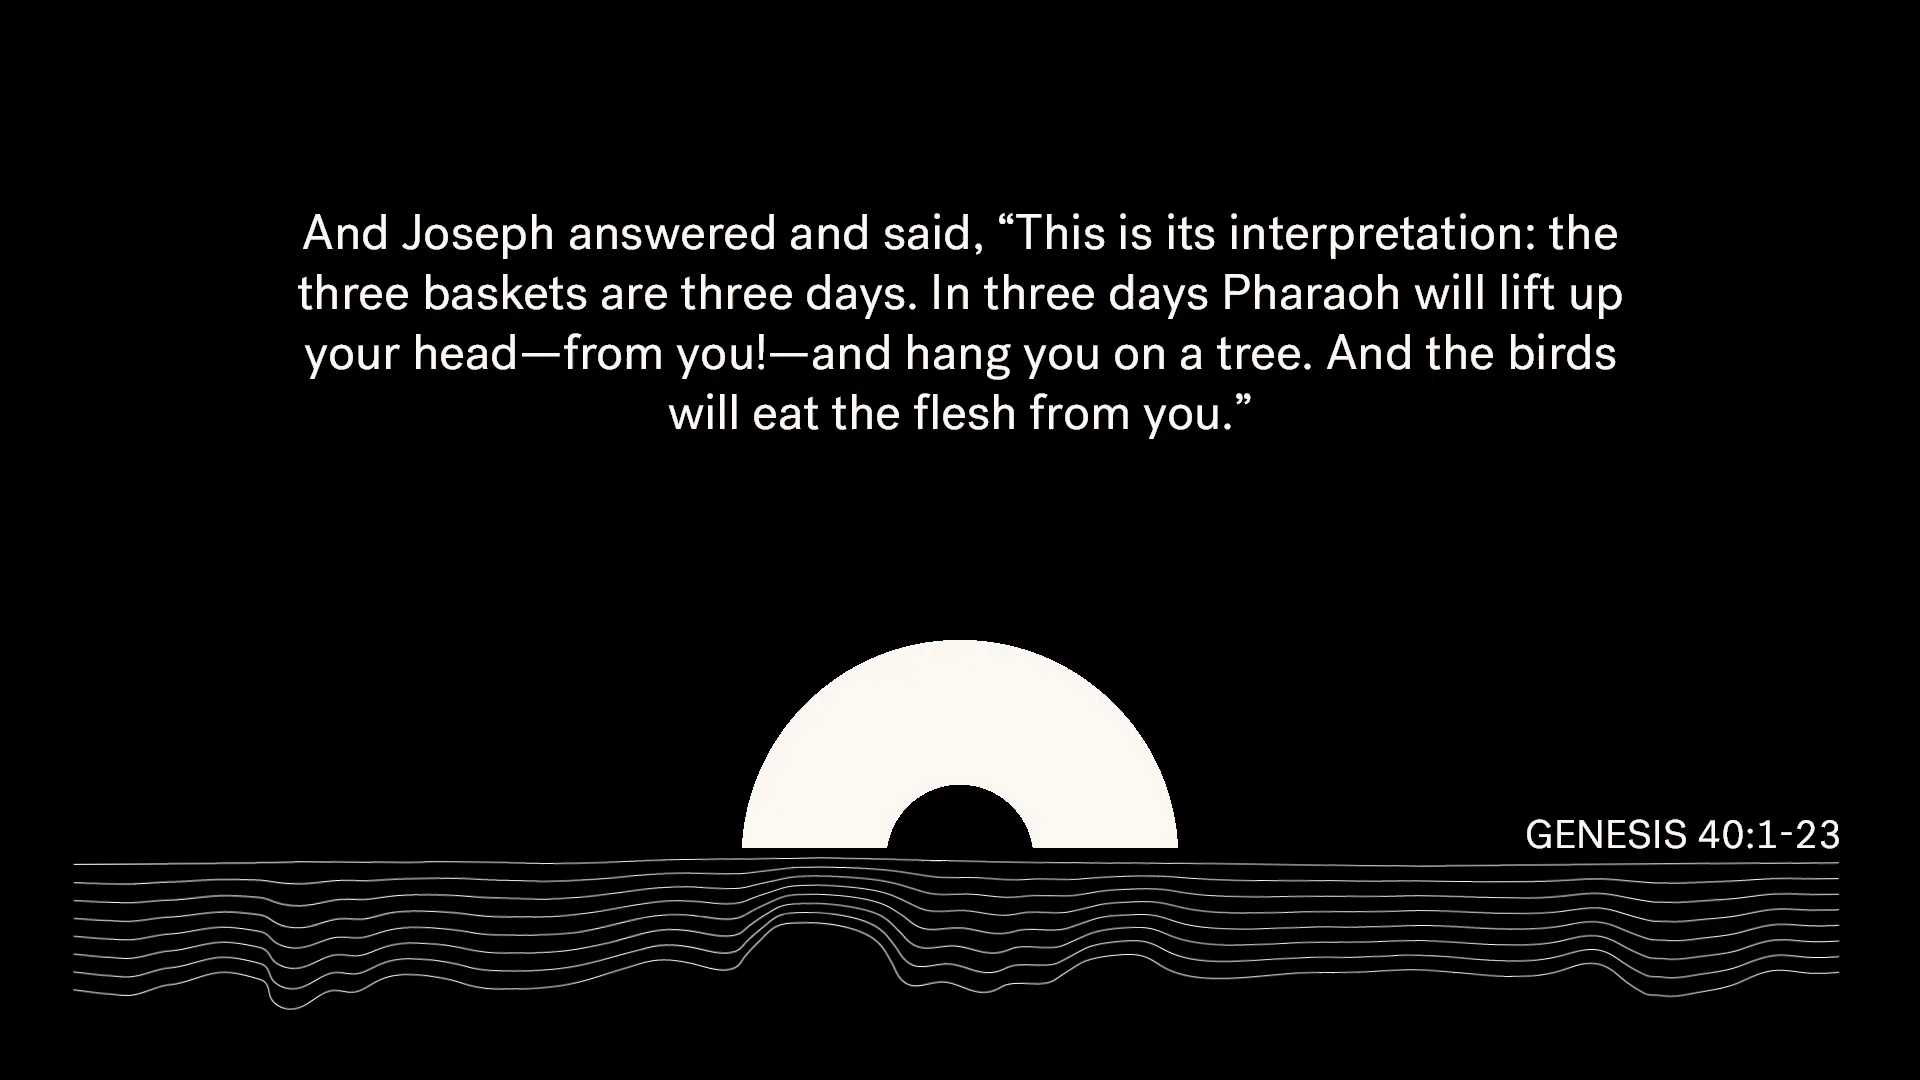 And Joseph answered and said, “This is its interpretation: the
three baskets are three days. In three days Pharaoh will lift up
your head—from you!—and hang you on a tree. And the birds
will eat the flesh from you.”
GENESIS 40:1-23